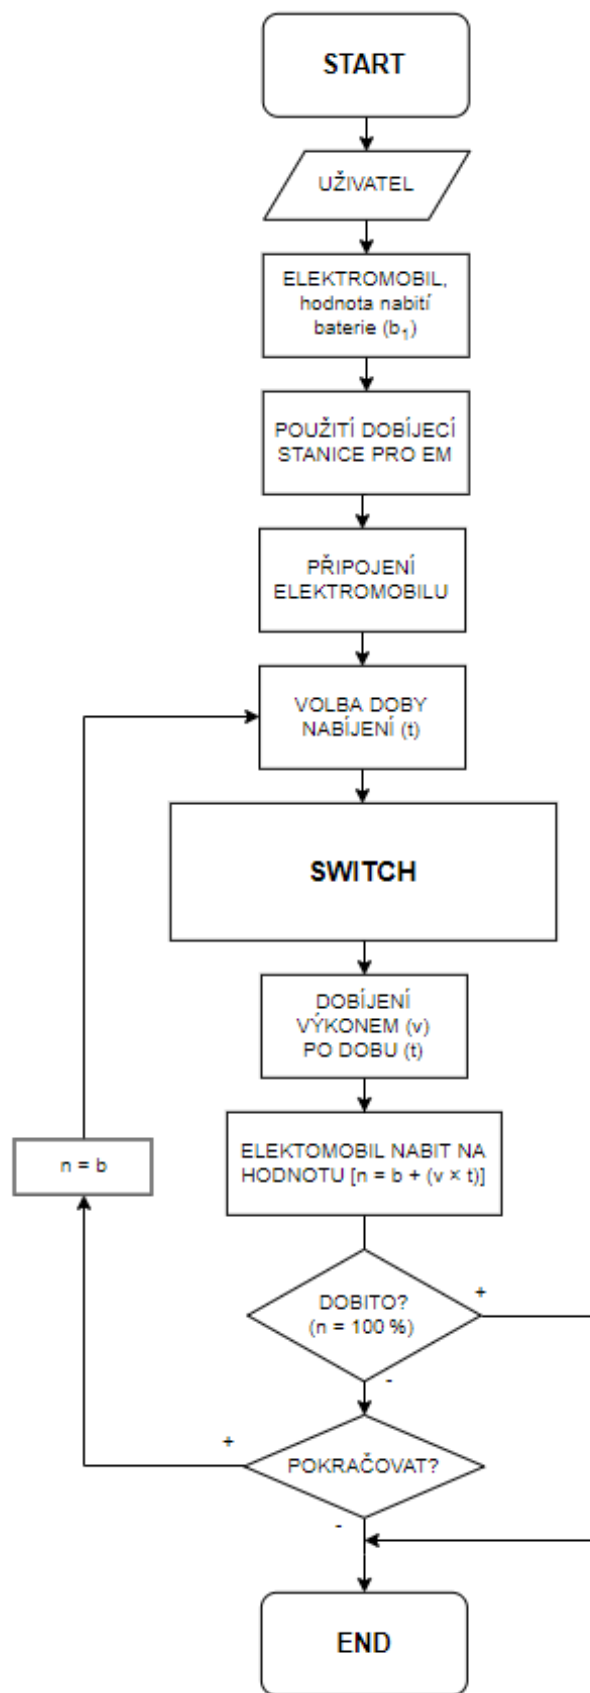 START
UŽIVATEL
ELEKTROMOBIL,
hodnota nabití
baterie (b₁)
POUŽITÍ DOBÍJECÍ
STANICE PRO EM
PŘIPOJENÍ
ELEKTROMOBILU
VOLBA DOBY
NABÍJENÍ (t)
SWITCH
DOBÍJENÍ
VÝKONEM (v)
PO DOBU (t)
ELEKTOMOBIL NABIT NA
HODNOTU [n = b + (v × t)]
n = b
DOBITO?
(n = 100 %)
+
-
POKRAČOVAT?
+
-
END